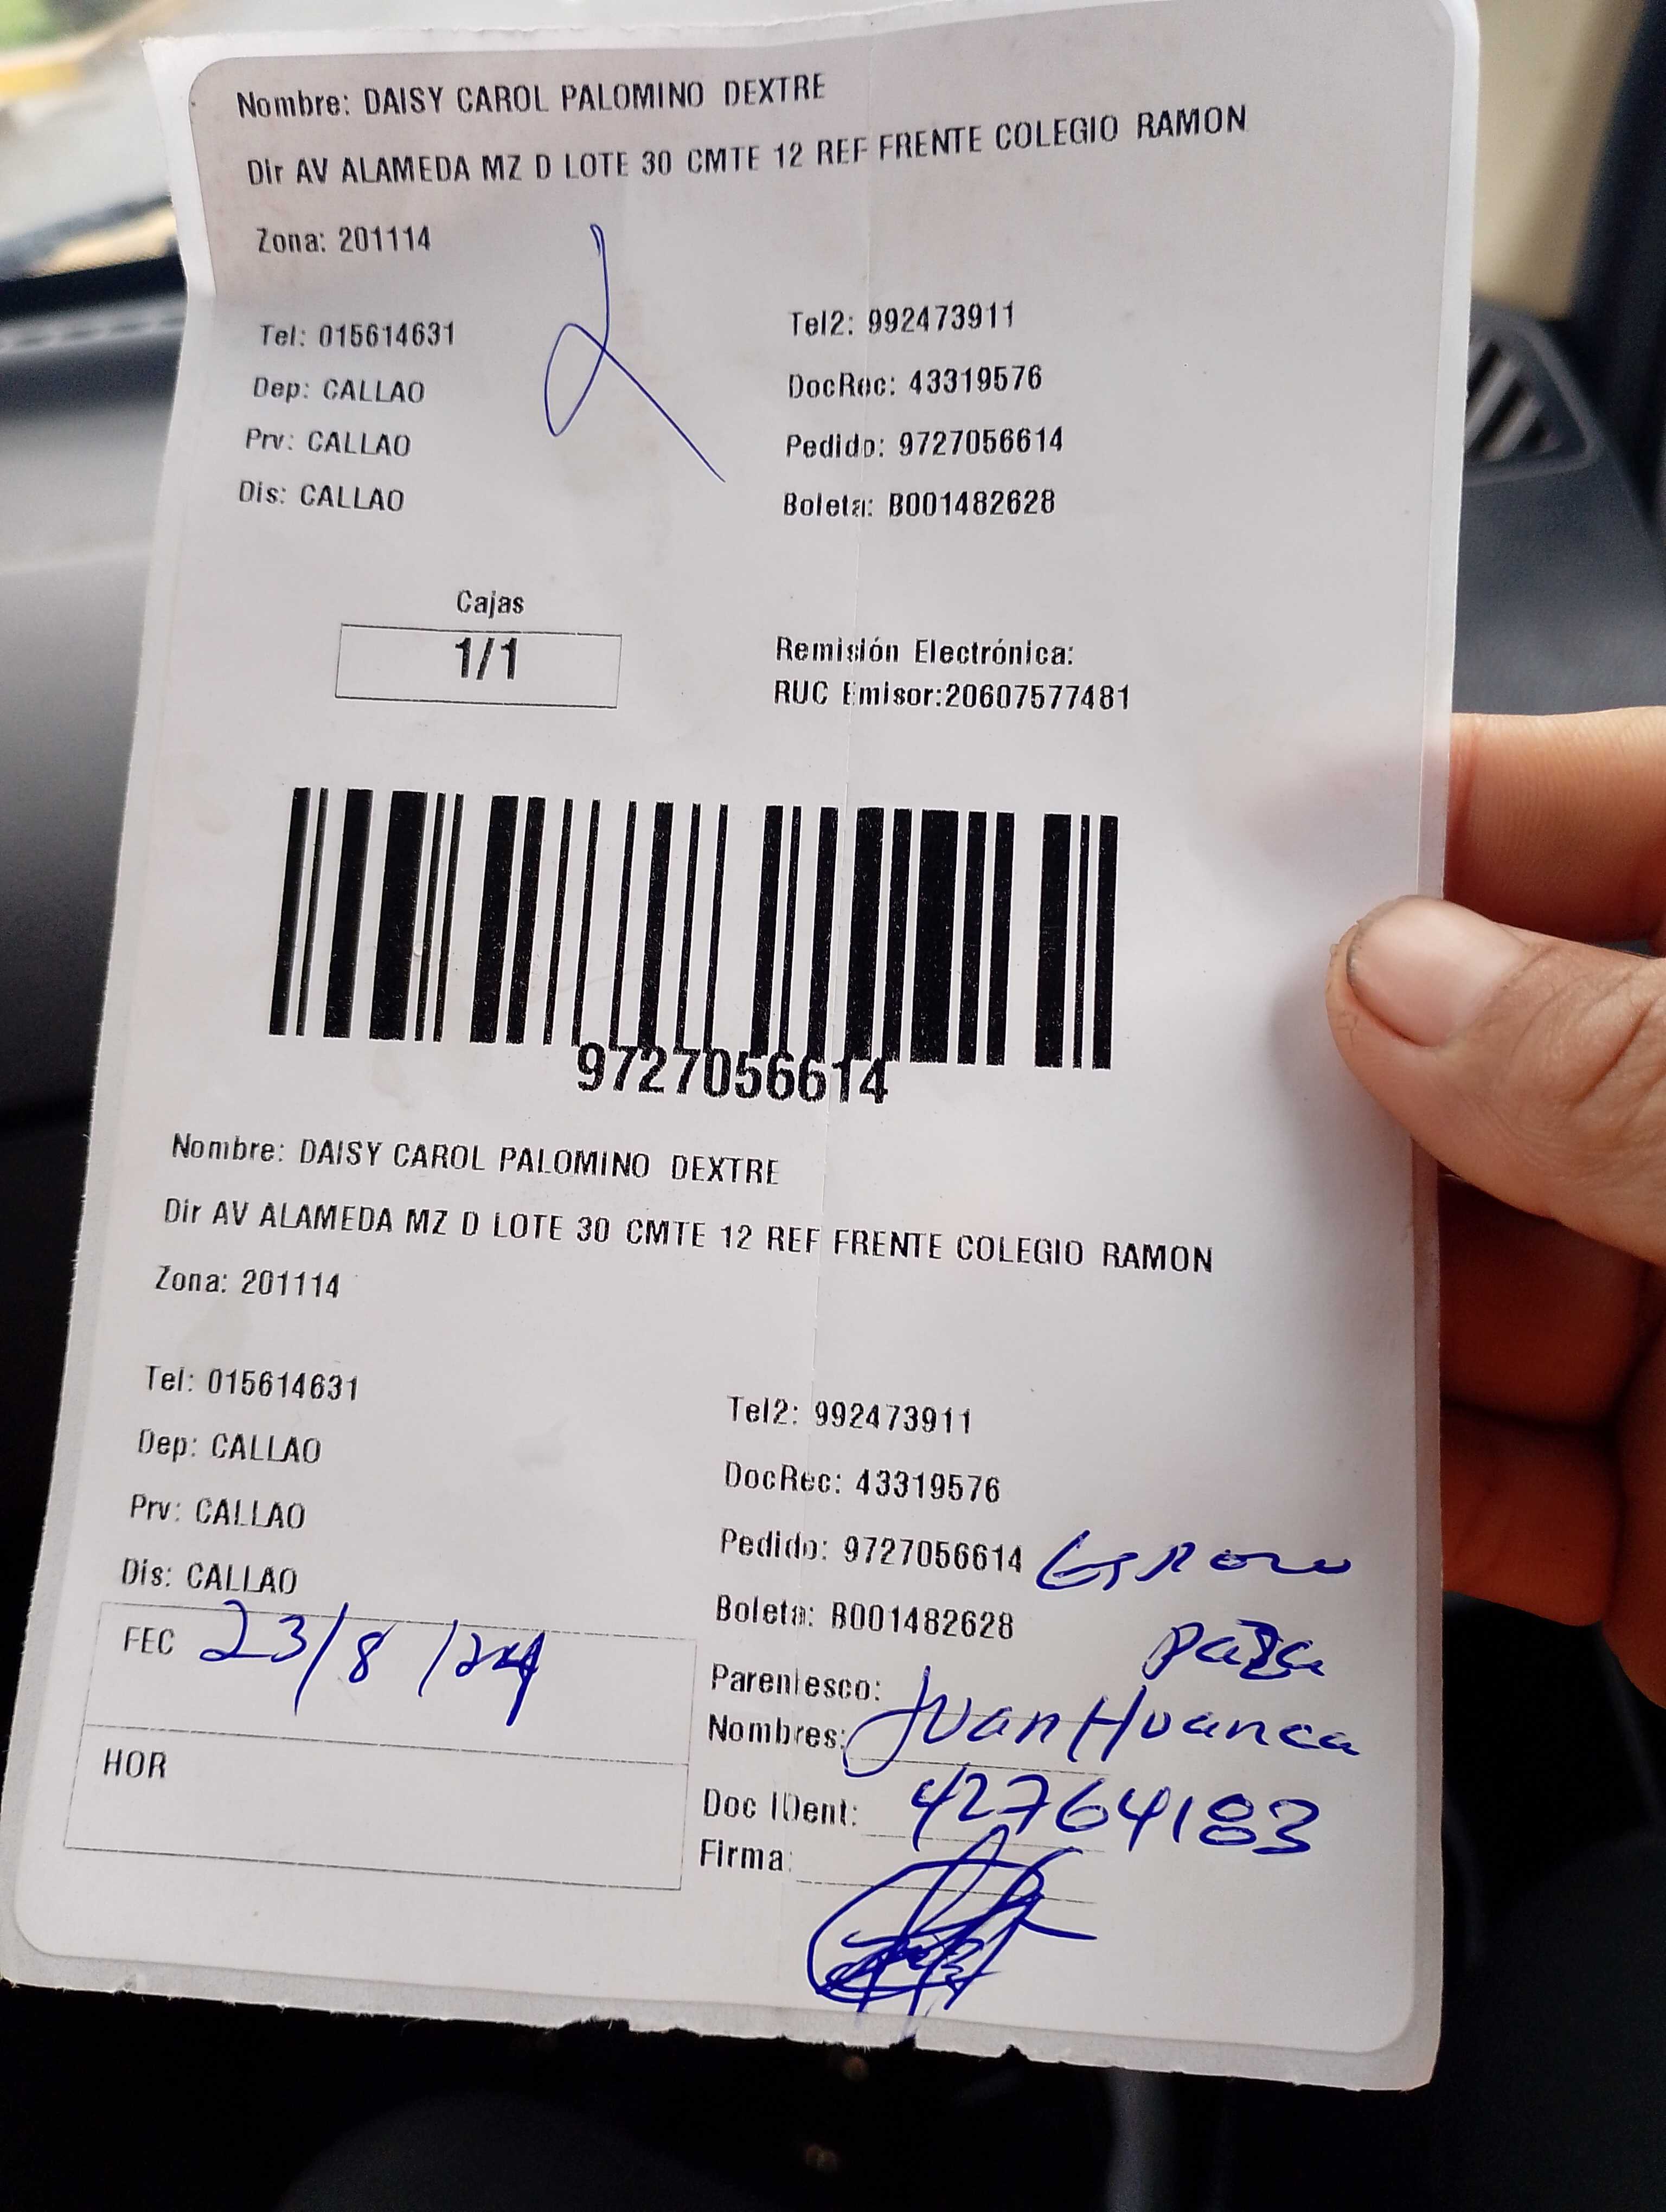 Nombre: DAISY CAROL PALOMINO DEXTRE
Dir AV ALAMEDA MZ D LOTE 30 CMTE 12 REF FRENTE COLEGIO RAMON
Zona: 201114
Tel: 015614631
Tel2: 992473911
Dep: CALLAO
DocRec: 43319576
Prv: CALLAO
Pedido: 9727056614
Dis: CALLAO
Boleta: B001482628
Cajas
1/1
Remisión Electrónica:
RUC Emisor:20607577481
9727056614
Nombre: DAISY CAROL PALOMINO DEXTRE
Dir AV ALAMEDA MZ D LOTE 30 CMTE 12 REF FRENTE COLEGIO RAMON
Zona: 201114
Tel: 015614631
Tel2: 992473911
Dep: CALLAO
DocRec: 43319576
Prv: CALLAO
Pedido: 9727056614
Dis: CALLAO
Boleta: B001482628
FEC 23/8/24
Parentesco:
Nombres: Juan Huanca
HOR
Doc IDent: 42764183
Firma: